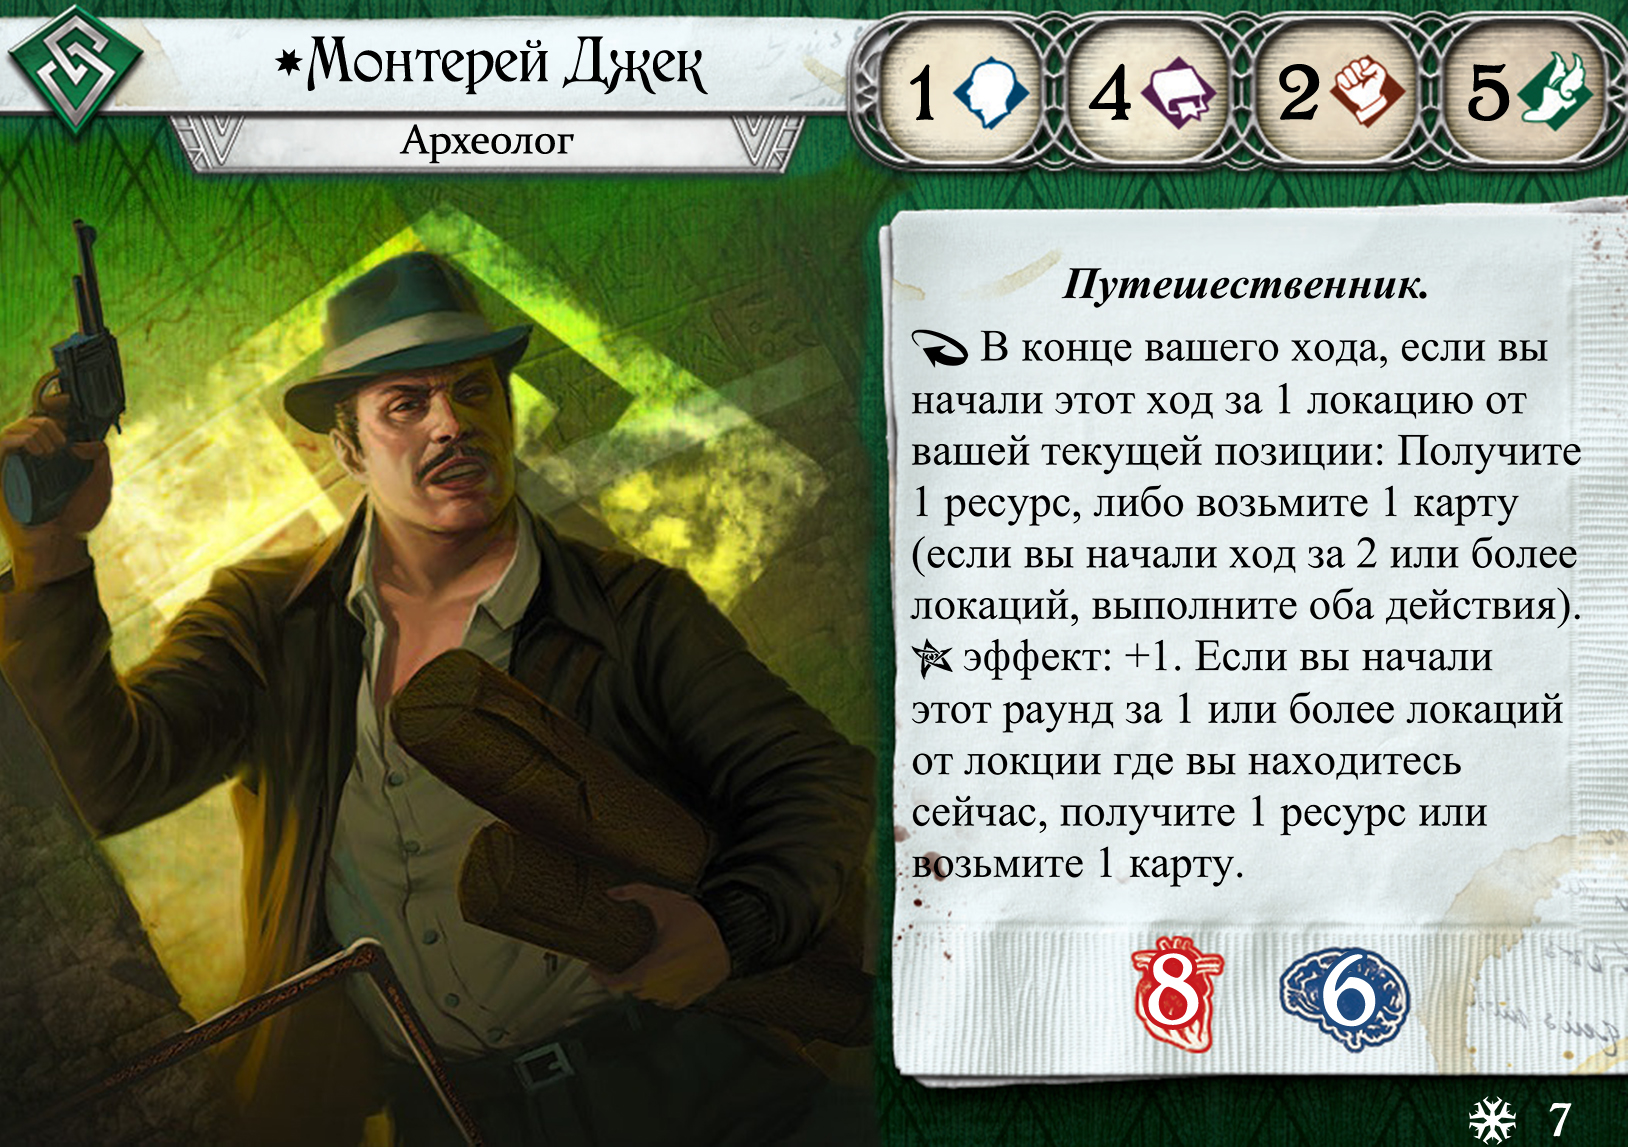 Монтерей Джек
Археолог
1 4 2 5
Путешественник.
В конце вашего хода, если вы
начали этот ход за 1 локацию от
вашей текущей позиции: Получите
1 ресурс, либо возьмите 1 карту
(если вы начали ход за 2 или более
локаций, выполните оба действия).
эффект: +1. Если вы начали
этот раунд за 1 или более локаций
от локции где вы находитесь
сейчас, получите 1 ресурс или
возьмите 1 карту.
8 6
7